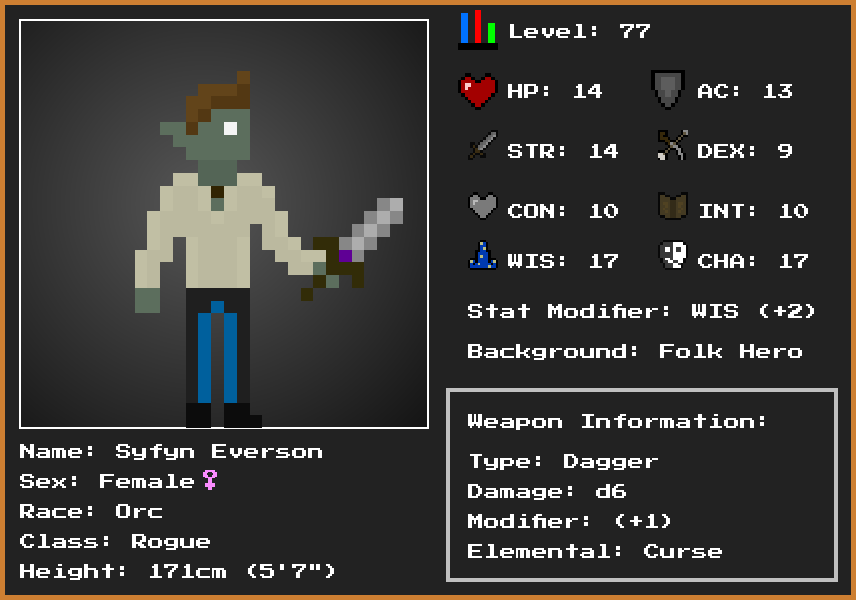 Level: 77
HP: 14
AC: 13
STR: 14
DEX: 9
CON: 10
INT: 10
WIS: 17
CHA: 17
Stat Modifier: WIS (+2)
Background: Folk Hero
Name: Syfyn Everson
Sex: Female♀
Race: Orc
Class: Rogue
Height: 171cm (5'7")
Weapon Information:
Type: Dagger
Damage: d6
Modifier: (+1)
Elemental: Curse